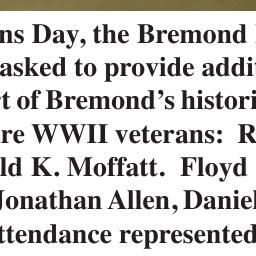 ns Day, the Bremond
asked to provide addi
t of Bremond’s histori
re WWII veterans:  R
ld K. Moffatt.  Floyd
Jonathan Allen, Daniel
ttendance represented